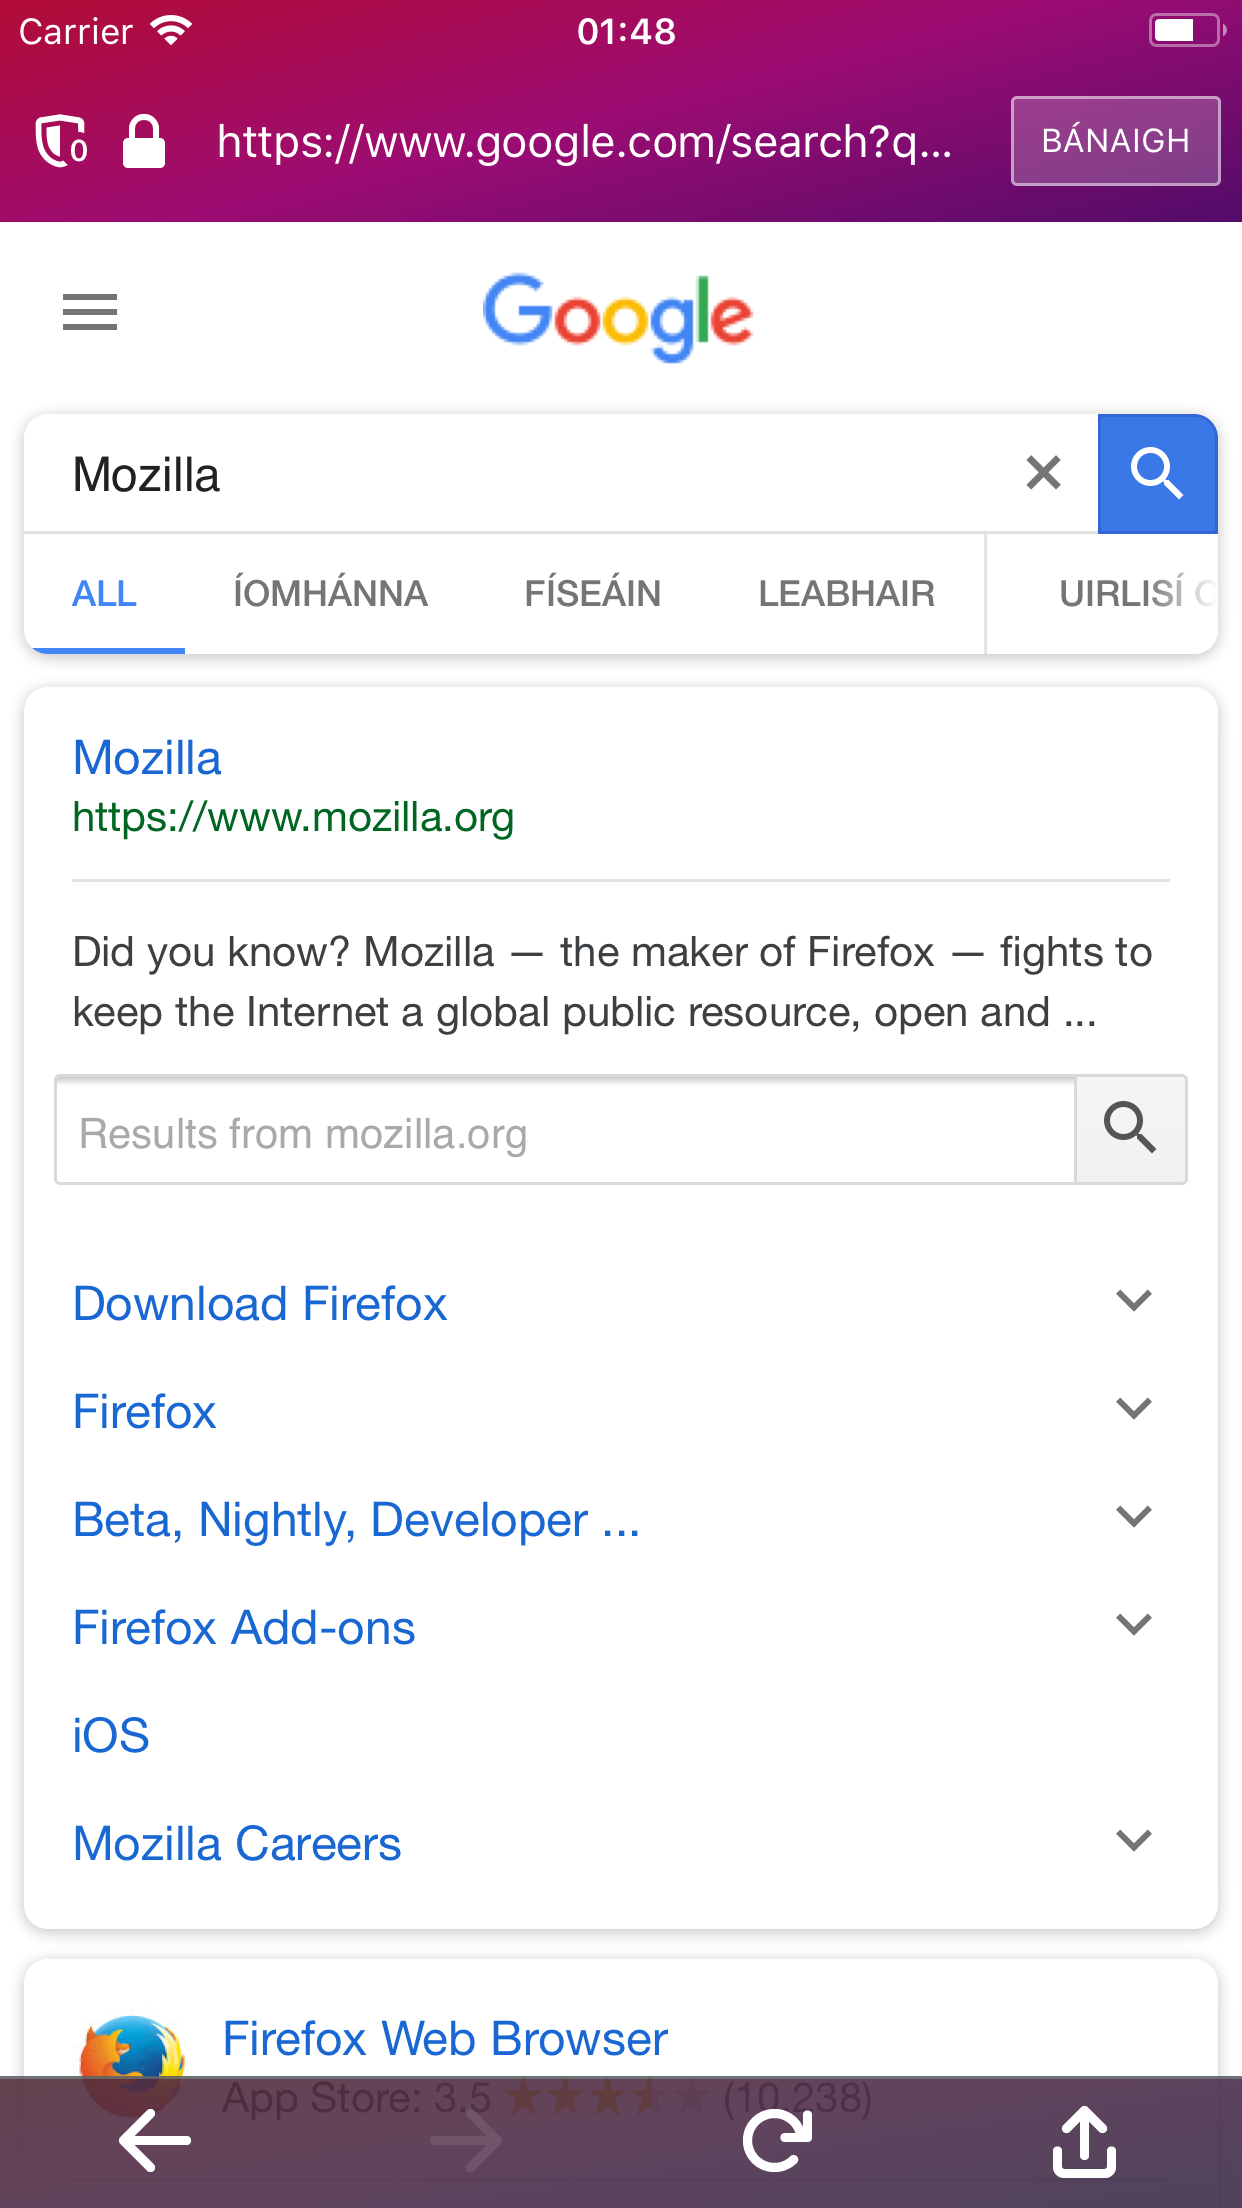 Carrier
01:48
0
https://www.google.com/search?q...
BÁNAIGH
Google
Mozilla
ALL
ÍOMHÁNNA
FÍSEÁIN
LEABHAIR
UIRLISÍ
Mozilla
https://www.mozilla.org
Did you know? Mozilla — the maker of Firefox — fights to
keep the Internet a global public resource, open and ...
Results from mozilla.org
Download Firefox
Firefox
Beta, Nightly, Developer ...
Firefox Add-ons
iOS
Mozilla Careers
Firefox Web Browser
App Store: 3.5 (10,238)